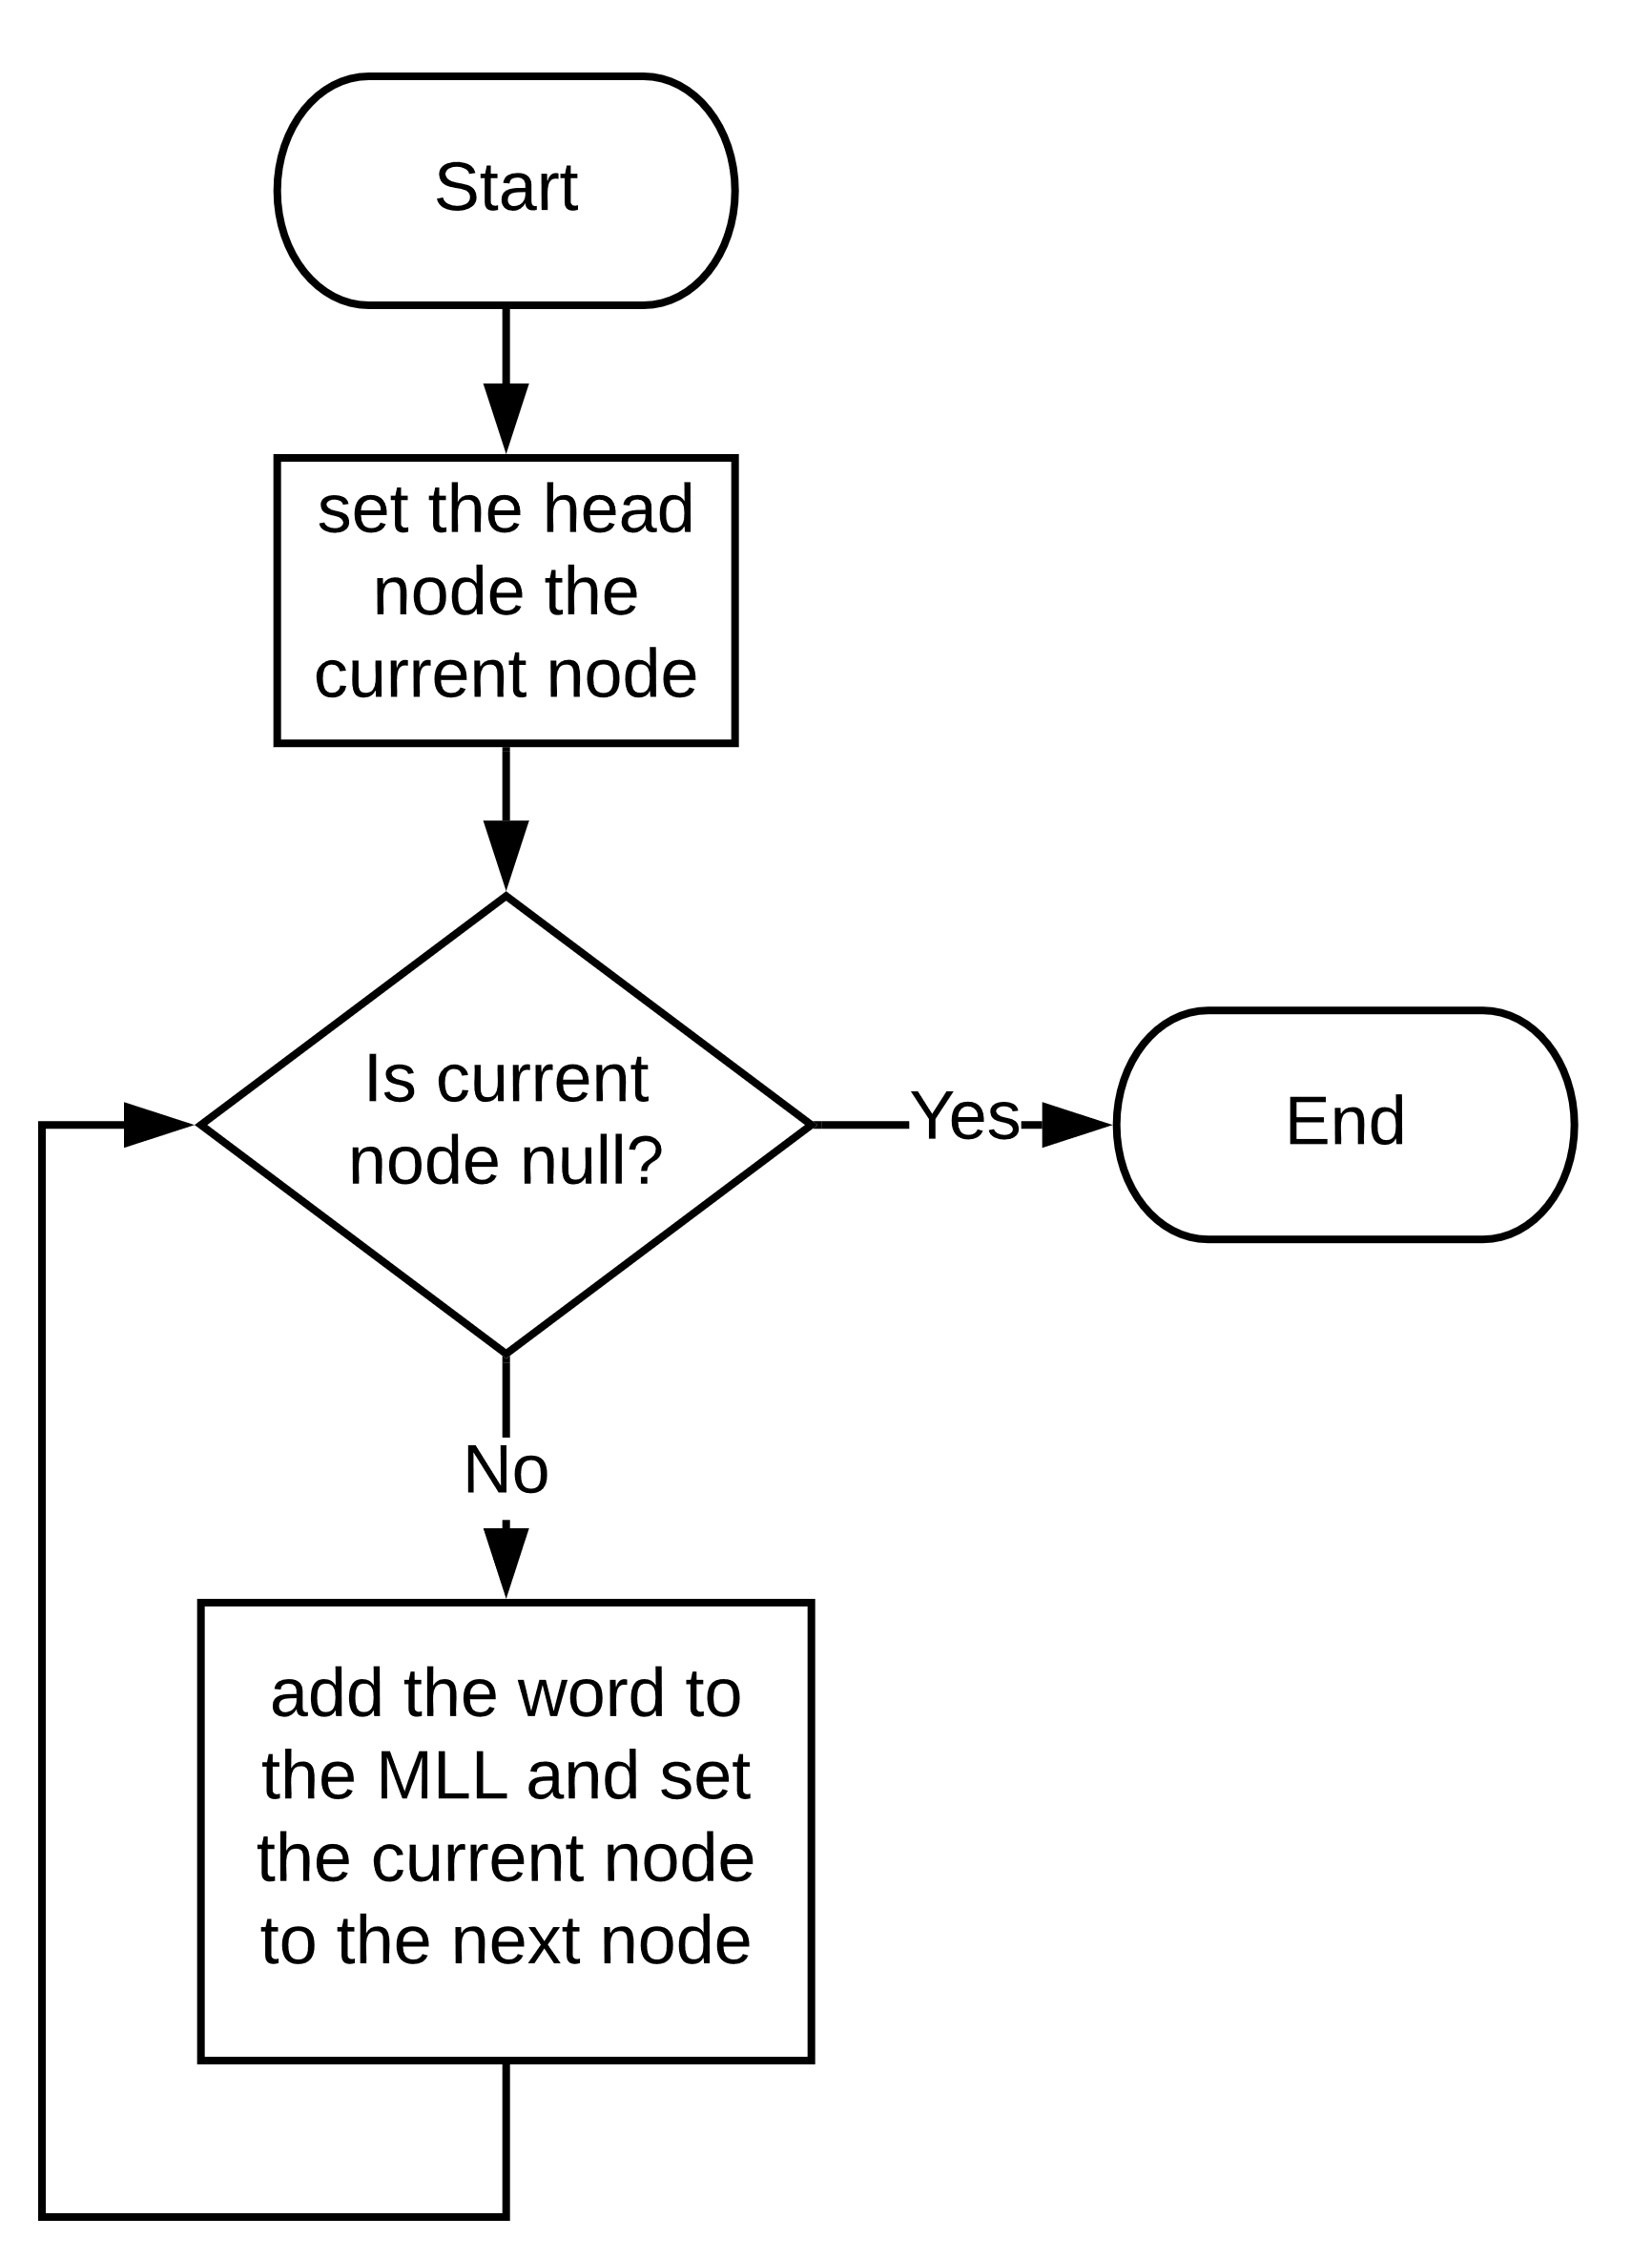 Start
set the head
node the
current node
Is current
node null?
Yes
End
No
add the word to
the MLL and set
the current node
to the next node